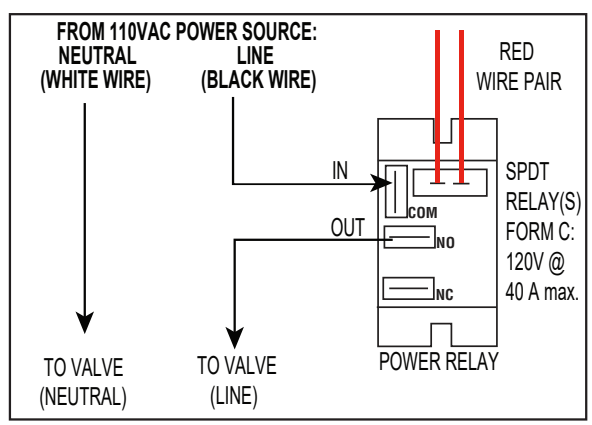 FROM 110VAC POWER SOURCE:
NEUTRAL
(WHITE WIRE)
LINE
(BLACK WIRE)
RED
WIRE PAIR
IN
COM
OUT
NO
NC
SPDT
RELAY(S)
FORM C:
120V @
40 A max.
TO VALVE
(NEUTRAL)
TO VALVE
(LINE)
POWER RELAY